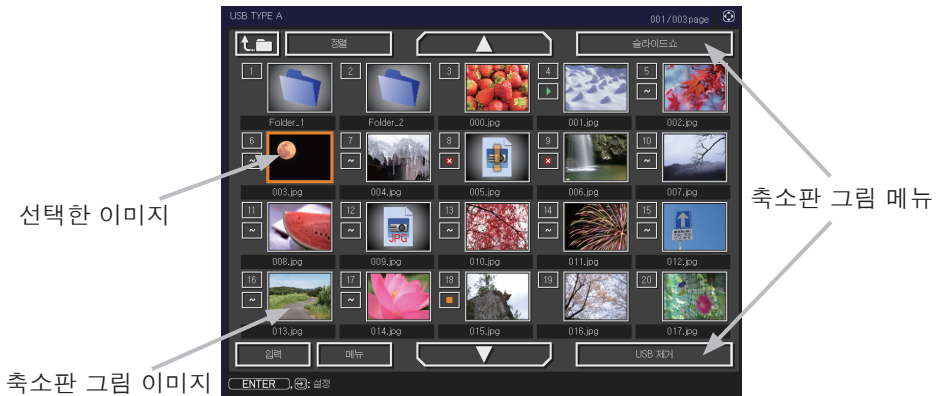 USB TYPE A
001/003page
정렬
슬라이드쇼
1
2
3
4
5
Folder_1
Folder_2
000.jpg
001.jpg
002.jpg
6
7
8
9
10
003.jpg
004.jpg
005.jpg
006.jpg
007.jpg
선택한 이미지
축소판 그림 메뉴
11
12
13
14
15
JPG
008.jpg
009.jpg
010.jpg
011.jpg
012.jpg
16
17
18
19
20
013.jpg
014.jpg
015.jpg
016.jpg
017.jpg
축소판 그림 이미지
입력
메뉴
USB 제거
ENTER , : 설정